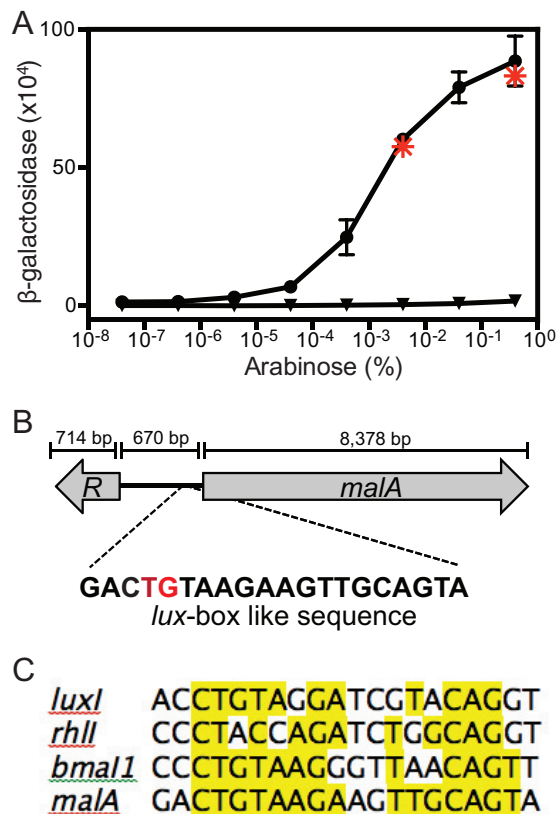 A
β-galactosidase (x10⁴)
100
50
0
10⁻⁸ 10⁻⁷ 10⁻⁶ 10⁻⁵ 10⁻⁴ 10⁻³ 10⁻² 10⁻¹ 10⁰
Arabinose (%)
B
714 bp 670 bp 8,378 bp
R malA
GACTGTAAGAAGTTGCAGTA
lux-box like sequence
C
luxI ACCTGTAGGATCGTACAGGT
rhlI CCCTACCAGATCTGGCAGGT
bmal1 CCCTGTAAGGGTTAACAGTT
malA GACTGTAAGAAGTTGCAGTA